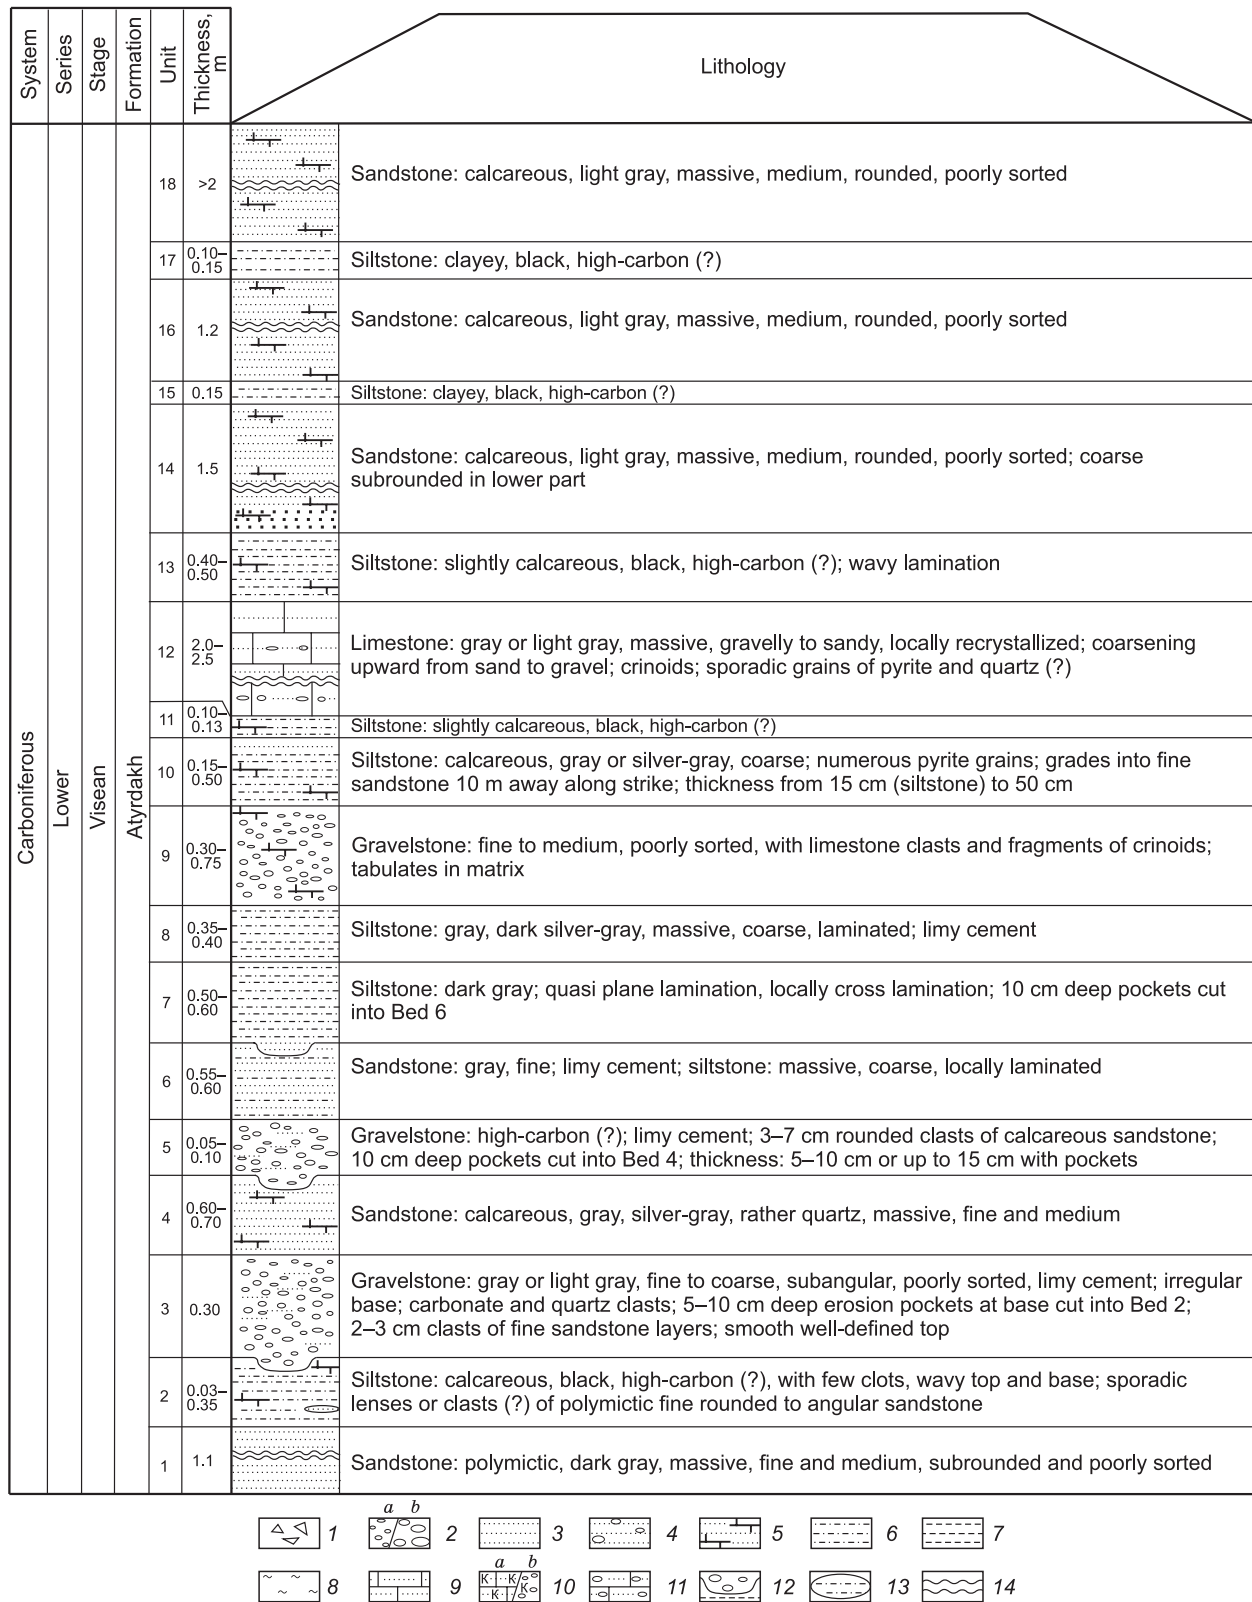 System
Series
Stage
Formation
Unit
Thickness, m
Lithology
Carboniferous
Lower
Visean
Atyrdakh
18
>2
Sandstone: calcareous, light gray, massive, medium, rounded, poorly sorted
17
0.10–
0.15
Siltstone: clayey, black, high-carbon (?)
16
1.2
Sandstone: calcareous, light gray, massive, medium, rounded, poorly sorted
15
0.15
Siltstone: clayey, black, high-carbon (?)
14
1.5
Sandstone: calcareous, light gray, massive, medium, rounded, poorly sorted; coarse
subrounded in lower part
13
0.40–
0.50
Siltstone: slightly calcareous, black, high-carbon (?); wavy lamination
12
2.0–
2.5
Limestone: gray or light gray, massive, gravelly to sandy, locally recrystallized; coarsening
upward from sand to gravel; crinoids; sporadic grains of pyrite and quartz (?)
11
0.10–
0.13
Siltstone: slightly calcareous, black, high-carbon (?)
10
0.15–
0.50
Siltstone: calcareous, gray or silver-gray, coarse; numerous pyrite grains; grades into fine
sandstone 10 m away along strike; thickness from 15 cm (siltstone) to 50 cm
9
0.30–
0.75
Gravelstone: fine to medium, poorly sorted, with limestone clasts and fragments of crinoids;
tabulates in matrix
8
0.35–
0.40
Siltstone: gray, dark silver-gray, massive, coarse, laminated; limy cement
7
0.50–
0.60
Siltstone: dark gray; quasi plane lamination, locally cross lamination; 10 cm deep pockets cut
into Bed 6
6
0.55–
0.60
Sandstone: gray, fine; limy cement; siltstone: massive, coarse, locally laminated
5
0.05–
0.10
Gravelstone: high-carbon (?); limy cement; 3–7 cm rounded clasts of calcareous sandstone;
10 cm deep pockets cut into Bed 4; thickness: 5–10 cm or up to 15 cm with pockets
4
0.60–
0.70
Sandstone: calcareous, gray, silver-gray, rather quartz, massive, fine and medium
3
0.30
Gravelstone: gray or light gray, fine to coarse, subangular, poorly sorted, limy cement; irregular
base; carbonate and quartz clasts; 5–10 cm deep erosion pockets at base cut into Bed 2;
2–3 cm clasts of fine sandstone layers; smooth well-defined top
2
0.03–
0.35
Siltstone: calcareous, black, high-carbon (?), with few clots, wavy top and base; sporadic
lenses or clasts (?) of polymictic fine rounded to angular sandstone
1
1.1
Sandstone: polymictic, dark gray, massive, fine and medium, subrounded and poorly sorted
1
a b
2
3
4
5
6
7
8
9
a b
K K K K
10
11
12
13
14